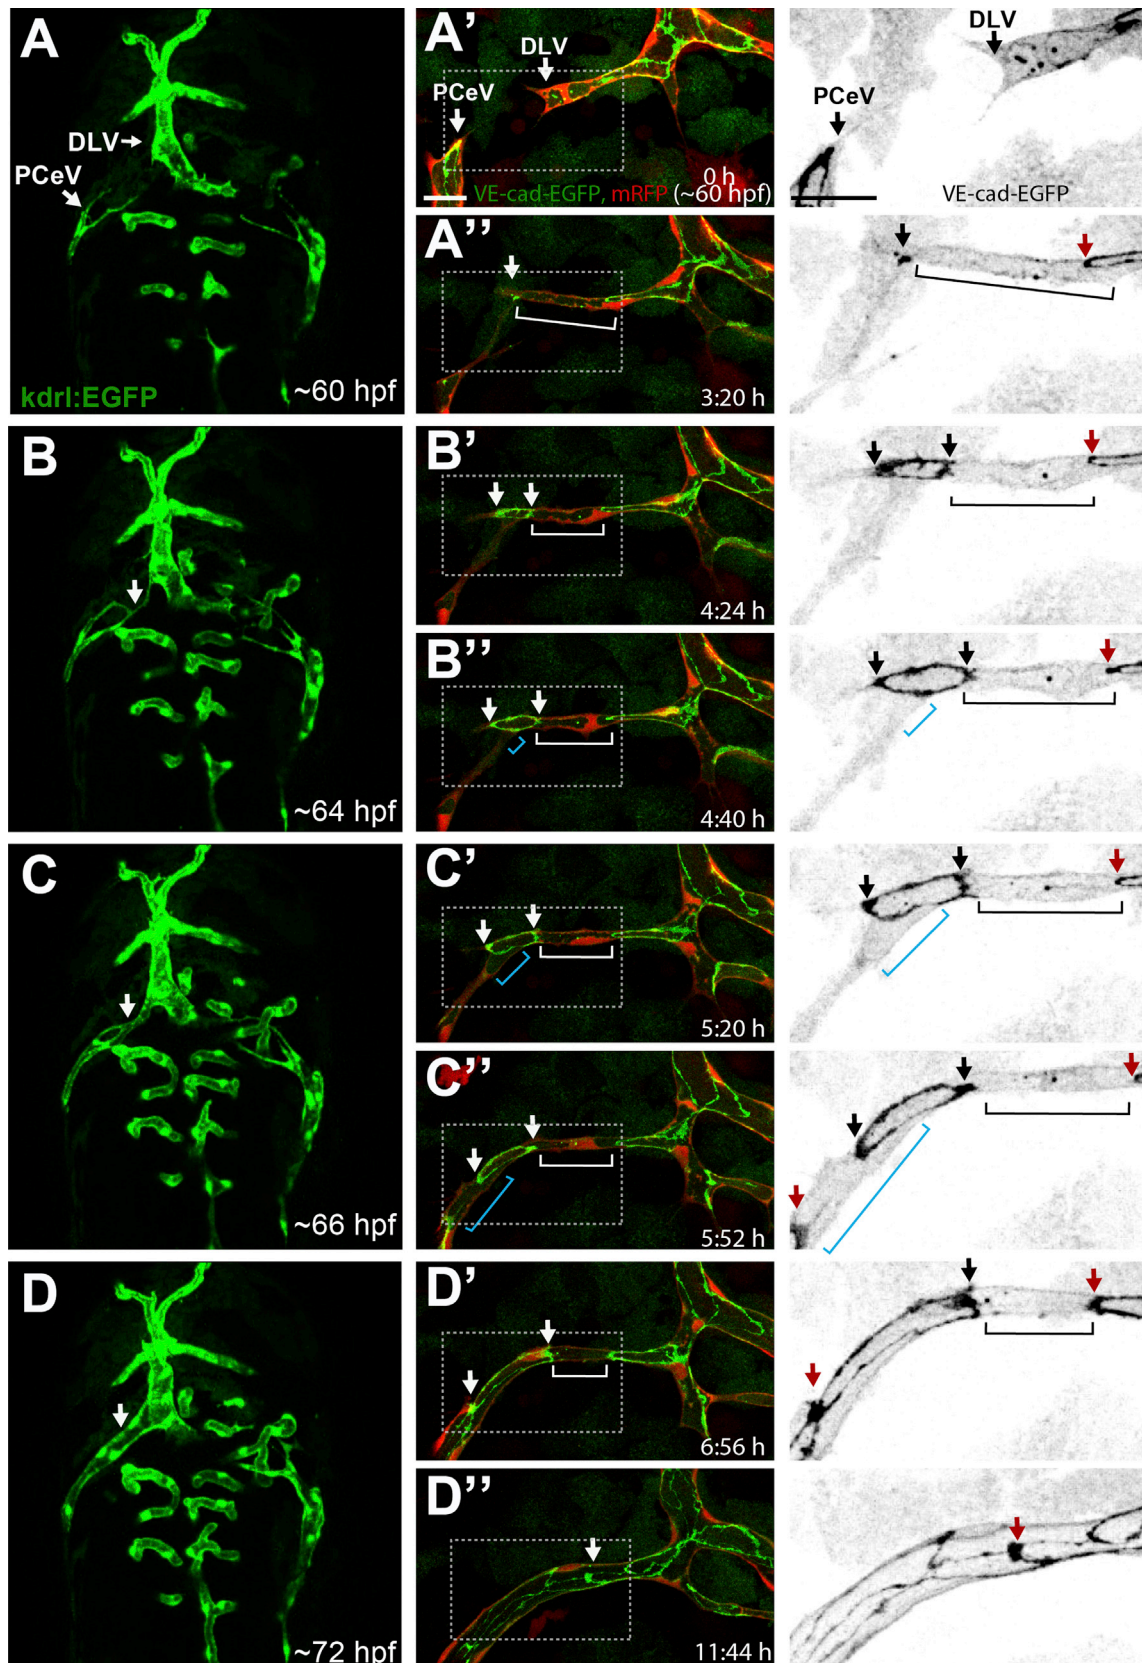 A
DLV
PCeV
kdrl:EGFP
~60 hpf
A’
DLV
PCeV
0 h
VE-cad-EGFP, mRFP (~60 hpf)
DLV
PCeV
VE-cad-EGFP
A’’
3:20 h
B
~64 hpf
B’
4:24 h
B’’
4:40 h
C
~66 hpf
C’
5:20 h
C’’
5:52 h
D
~72 hpf
D’
6:56 h
D’’
11:44 h